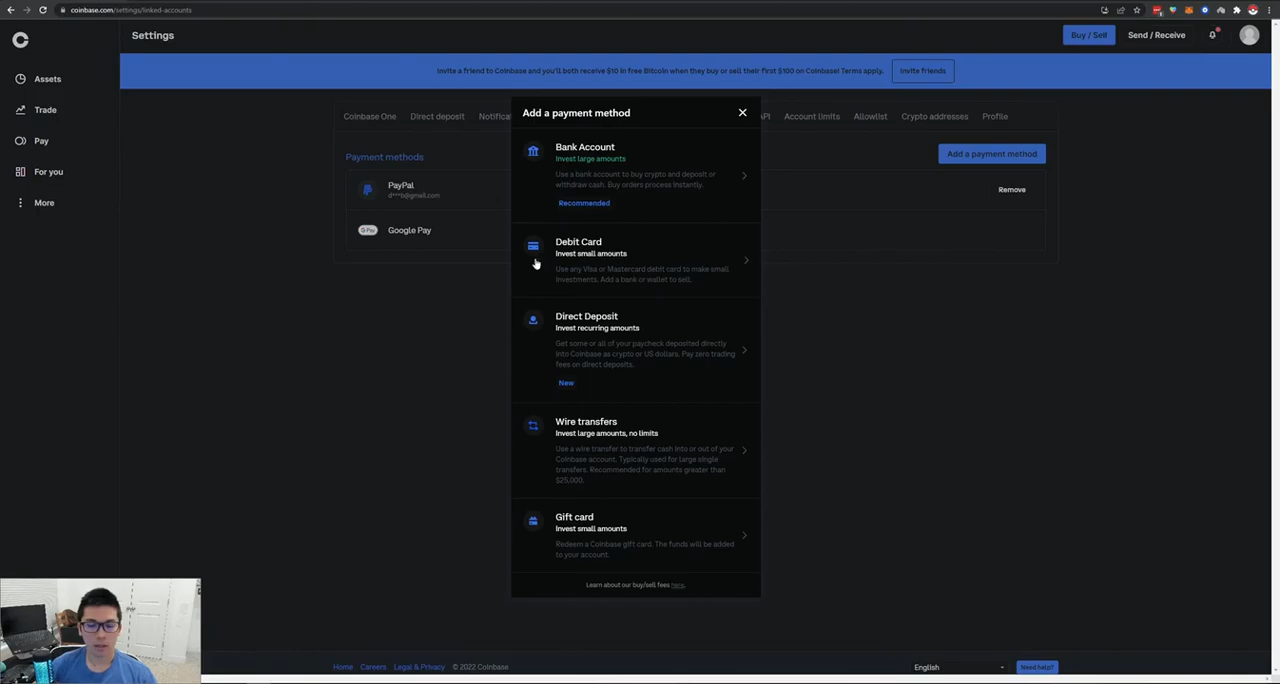 coinbase.com/settings/linked-accounts
Settings
Buy / Sell
Send / Receive
Invite a friend to Coinbase and you'll both receive $10 in free Bitcoin when they buy or sell their first $100 on Coinbase! Terms apply.
Invite friends
Assets
Trade
Pay
For you
More
Coinbase One
Direct deposit
Account limits
Allowlist
Crypto addresses
Profile
Payment methods
Add a payment method
PayPal
d***b@gmail.com
Remove
G Pay
Google Pay
Add a payment method
Bank Account
Invest large amounts
Use a bank account to buy crypto and deposit or
withdraw cash. Buy orders process instantly.
Recommended
Debit Card
Invest small amounts
Use any Visa or Mastercard debit card to make small
investments. Add a bank or wallet to sell.
Direct Deposit
Invest recurring amounts
Get some or all of your paycheck deposited directly
into Coinbase as crypto or US dollars. Pay zero trading
fees on direct deposits.
New
Wire transfers
Invest large amounts, no limits
Use a wire transfer to transfer cash into or out of your
Coinbase account. Typically used for large single
transfers. Recommended for amounts greater than
$25,000.
Gift card
Invest small amounts
Redeem a Coinbase gift card. The funds will be added
to your account.
Learn about our buy/sell fees here.
Home
Careers
Legal & Privacy
© 2022 Coinbase
English
Need help?